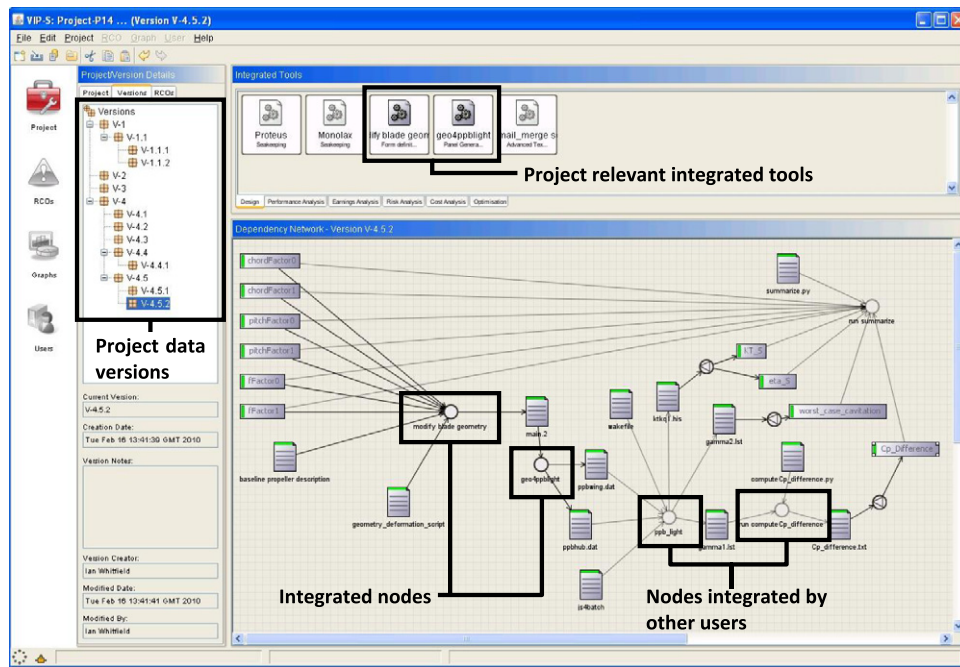 VIP-S: Project-P14 ... (Version V-4.5.2)
File Edit Project RCO Graph User Help
Project/Version Details
Project Versions RCOs
Versions
V-1
V-1.1
V-1.1.1
V-1.1.2
V-2
V-3
V-4
V-4.1
V-4.2
V-4.3
V-4.4
V-4.4.1
V-4.5
V-4.5.1
V-4.5.2
Project
RCOs
Graphs
Users
Project data
versions
Current Version:
V-4.5.2
Creation Date:
Tue Feb 16 13:41:39 GMT 2010
Version Notes:
Version Creator:
Ian Whitfield
Modified Date:
Tue Feb 16 13:41:41 GMT 2010
Modified By:
Ian Whitfield
Integrated Tools
Proteus
Seakeeping
Monolax
Seakeeping
dify blade geom
Form definit...
geo4ppblight
Panel Genera...
mail_merge sc
Advanced Tex...
Project relevant integrated tools
Design Performance Analysis Earnings Analysis Risk Analysis Cost Analysis Optimisation
Dependency Network - Version V-4.5.2
chordFactor0
chordFactor1
pitchFactor0
pitchFactor1
fFactor0
fFactor1
summarize.py
run summarize
KT_S
eta_S
worst_case_cavitation
Cp_Difference
modify blade geometry
main.2
makefile
ktkq1.his
gamma2.lst
baseline propeller description
geo4ppblight
ppbwing.dat
computeCp_difference.py
geometry_deformation_script
ppbhub.dat
ppb_light
gamma1.lst
run computeCp_difference
Cp_difference.txt
js4batch
Integrated nodes
Nodes integrated by
other users